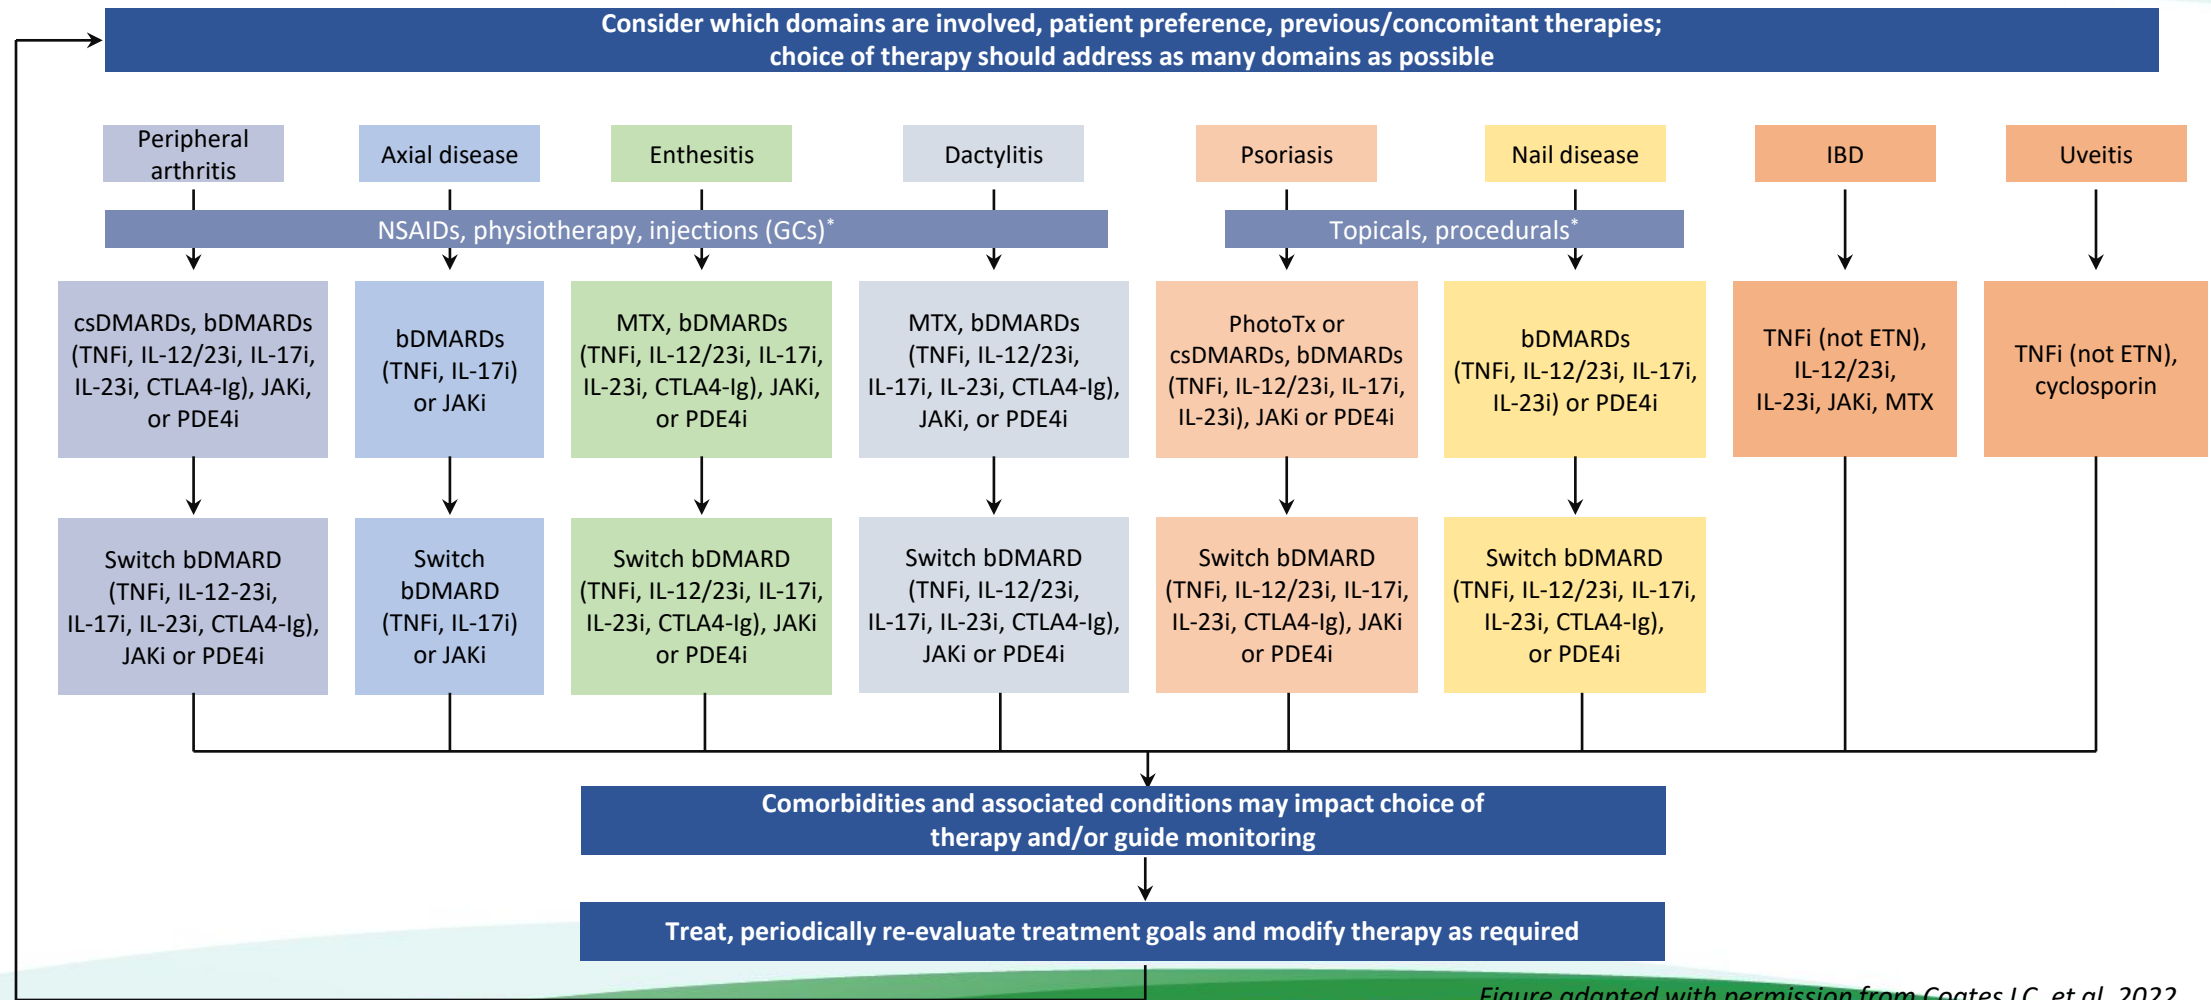 Consider which domains are involved, patient preference, previous/concomitant therapies;
choice of therapy should address as many domains as possible
Peripheral
arthritis
Axial disease
Enthesitis
Dactylitis
Psoriasis
Nail disease
IBD
Uveitis
NSAIDs, physiotherapy, injections (GCs)*
Topicals, procedurals*
csDMARDs, bDMARDs
(TNFi, IL-12/23i, IL-17i,
IL-23i, CTLA4-Ig), JAKi,
or PDE4i
bDMARDs
(TNFi, IL-17i)
or JAKi
MTX, bDMARDs
(TNFi, IL-12/23i, IL-17i,
IL-23i, CTLA4-Ig), JAKi,
or PDE4i
MTX, bDMARDs
(TNFi, IL-12/23i,
IL-17i, IL-23i, CTLA4-Ig),
JAKi, or PDE4i
PhotoTx or
csDMARDs, bDMARDs
(TNFi, IL-12/23i, IL-17i,
IL-23i), JAKi or PDE4i
bDMARDs
(TNFi, IL-12/23i, IL-17i,
IL-23i) or PDE4i
TNFi (not ETN),
IL-12/23i,
IL-23i, JAKi, MTX
TNFi (not ETN),
cyclosporin
Switch bDMARD
(TNFi, IL-12-23i,
IL-17i, IL-23i, CTLA4-Ig),
JAKi or PDE4i
Switch
bDMARD
(TNFi, IL-17i)
or JAKi
Switch bDMARD
(TNFi, IL-12/23i, IL-17i,
IL-23i, CTLA4-Ig), JAKi
or PDE4i
Switch bDMARD
(TNFi, IL-12/23i,
IL-17i, IL-23i, CTLA4-Ig),
JAKi or PDE4i
Switch bDMARD
(TNFi, IL-12/23i, IL-17i,
IL-23i, CTLA4-Ig), JAKi
or PDE4i
Switch bDMARD
(TNFi, IL-12/23i, IL-17i,
IL-23i, CTLA4-Ig),
or PDE4i
Comorbidities and associated conditions may impact choice of
therapy and/or guide monitoring
Treat, periodically re-evaluate treatment goals and modify therapy as required
Figure adapted with permission from Coates LC, et al. 2022